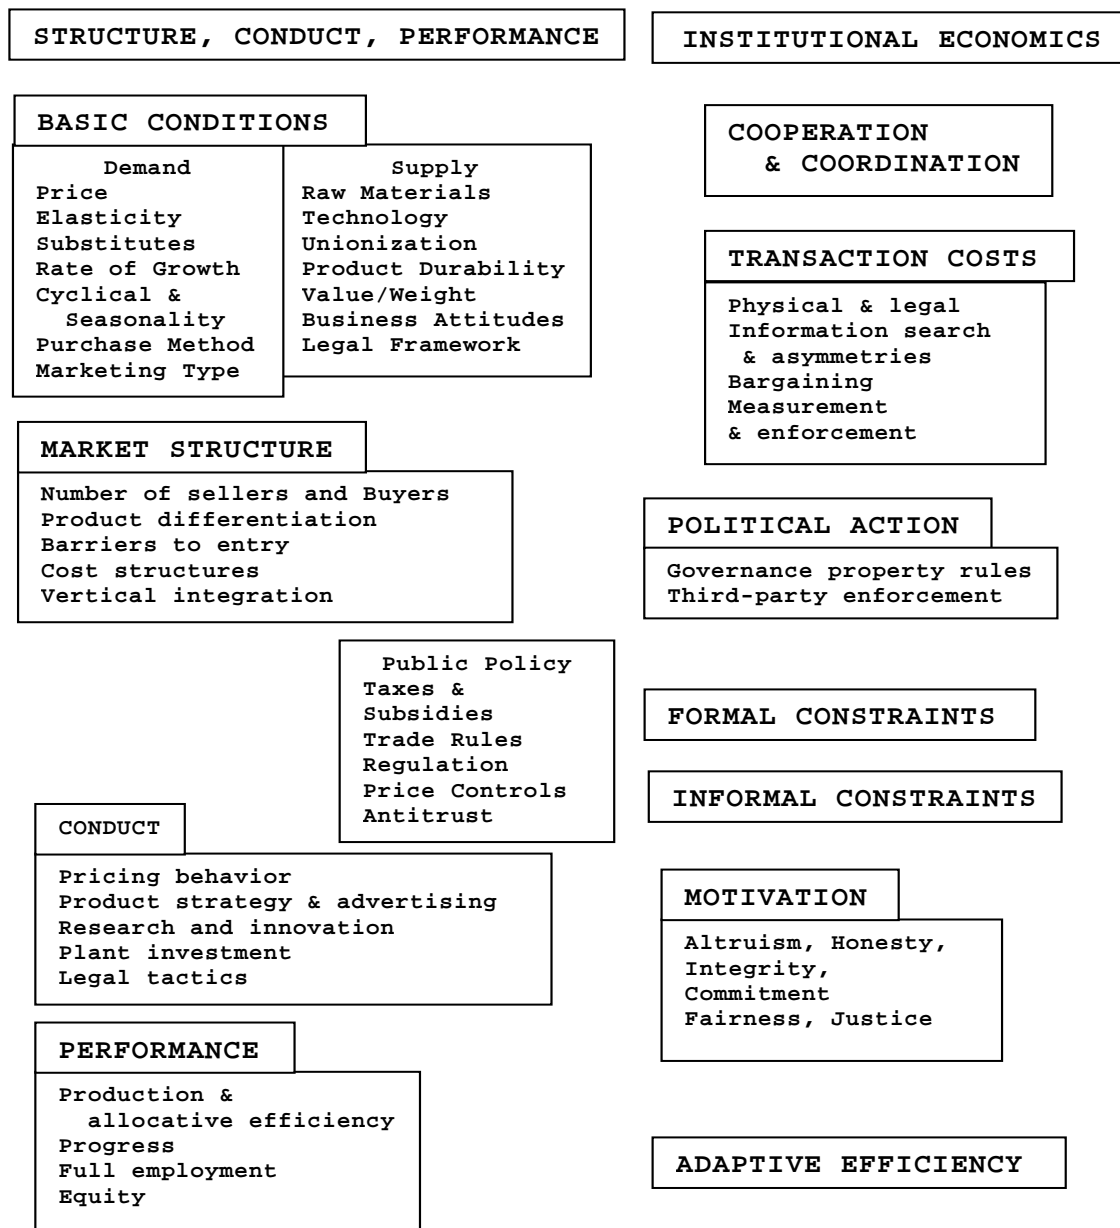 STRUCTURE, CONDUCT, PERFORMANCE
BASIC CONDITIONS
Demand
Price
Elasticity
Substitutes
Rate of Growth
Cyclical &
Seasonality
Purchase Method
Marketing Type
Supply
Raw Materials
Technology
Unionization
Product Durability
Value/Weight
Business Attitudes
Legal Framework
MARKET STRUCTURE
Number of sellers and Buyers
Product differentiation
Barriers to entry
Cost structures
Vertical integration
Public Policy
Taxes &
Subsidies
Trade Rules
Regulation
Price Controls
Antitrust
CONDUCT
Pricing behavior
Product strategy & advertising
Research and innovation
Plant investment
Legal tactics
PERFORMANCE
Production &
allocative efficiency
Progress
Full employment
Equity
INSTITUTIONAL ECONOMICS
COOPERATION
& COORDINATION
TRANSACTION COSTS
Physical & legal
Information search
& asymmetries
Bargaining
Measurement
& enforcement
POLITICAL ACTION
Governance property rules
Third-party enforcement
FORMAL CONSTRAINTS
INFORMAL CONSTRAINTS
MOTIVATION
Altruism, Honesty,
Integrity,
Commitment
Fairness, Justice
ADAPTIVE EFFICIENCY